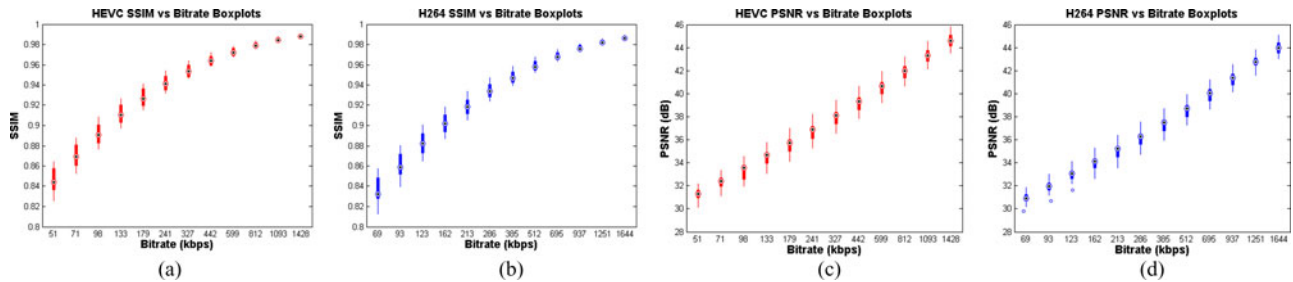 HEVC SSIM vs Bitrate Boxplots
1
0.98
0.96
0.94
0.92
0.9
0.88
0.86
0.84
0.82
0.8
SSIM
51 71 98 133 179 241 327 442 599 812 1093 1428
Bitrate (kbps)
(a)
H264 SSIM vs Bitrate Boxplots
1
0.98
0.96
0.94
0.92
0.9
0.88
0.86
0.84
0.82
0.8
SSIM
69 93 123 162 213 286 385 512 695 937 1251 1644
Bitrate (kbps)
(b)
HEVC PSNR vs Bitrate Boxplots
46
44
42
40
38
36
34
32
30
28
PSNR (dB)
51 71 98 133 179 241 327 442 599 812 1093 1428
Bitrate (kbps)
(c)
H264 PSNR vs Bitrate Boxplots
46
44
42
40
38
36
34
32
30
28
PSNR (dB)
69 93 123 162 213 286 385 512 695 937 1251 1644
Bitrate (kbps)
(d)